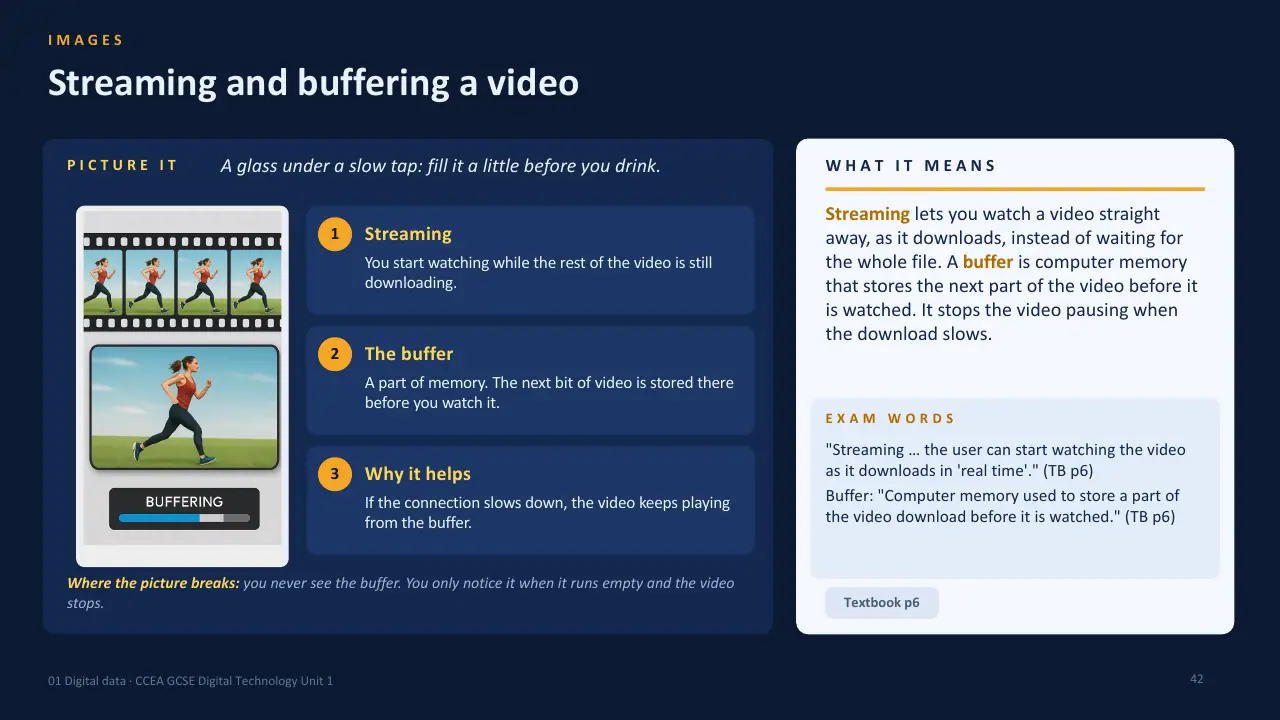 IMAGES
Streaming and buffering a video
PICTURE IT
A glass under a slow tap: fill it a little before you drink.
BUFFERING
1
Streaming
You start watching while the rest of the video is still
downloading.
2
The buffer
A part of memory. The next bit of video is stored there
before you watch it.
3
Why it helps
If the connection slows down, the video keeps playing
from the buffer.
Where the picture breaks: you never see the buffer. You only notice it when it runs empty and the video
stops.
WHAT IT MEANS
Streaming lets you watch a video straight
away, as it downloads, instead of waiting for
the whole file. A buffer is computer memory
that stores the next part of the video before it
is watched. It stops the video pausing when
the download slows.
EXAM WORDS
"Streaming ... the user can start watching the video
as it downloads in 'real time'." (TB p6)
Buffer: "Computer memory used to store a part of
the video download before it is watched." (TB p6)
Textbook p6
01 Digital data · CCEA GCSE Digital Technology Unit 1
42